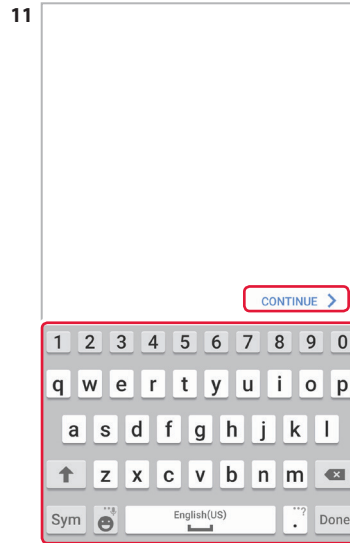 11
CONTINUE
1 2 3 4 5 6 7 8 9 0
q w e r t y u i o p
a s d f g h j k l
z x c v b n m
Sym English(US) . Done